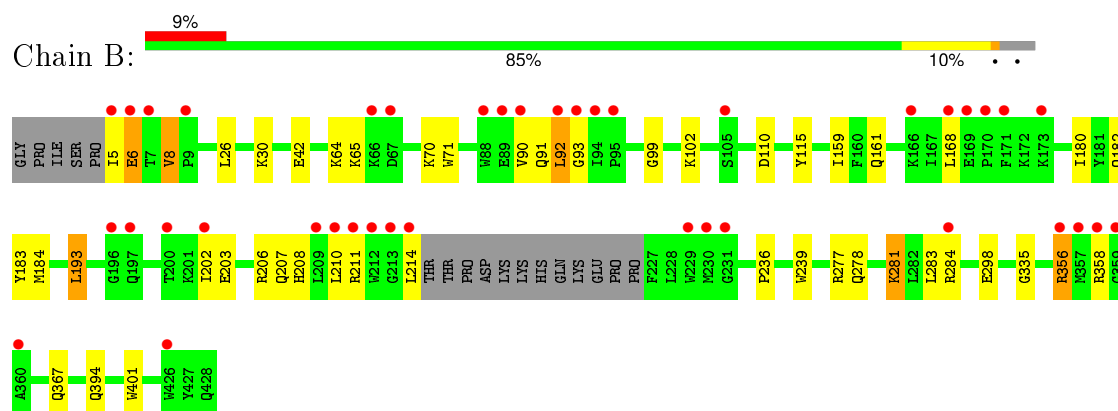 9%
Chain B:
85% 10% • •
GLY PRO ILE SER PRO I5 E6 T7 V8 P9 L26 K30 E42 K64 K65 K66 D67 K70 W71 W88 E89 V90 Q91 L92 G93 I94 P95 G99 K102 S105 D110 Y115 I159 F160 Q161 K166 I167 L168 E169 P170 F171 K172 K173 I180 Y181 Q182
Y183 M184 L193 G196 Q197 T200 K201 I202 E203 R206 Q207 H208 L209 L210 R211 W212 G213 L214 THR THR PRO ASP LYS LYS HIS GLN LYS GLU PRO PRO F227 L228 W229 M230 G231 P236 W239 R277 Q278 K281 L282 L283 R284 E298 G335 R356 M357 R358 G359
A360 Q367 Q394 W401 W426 Y427 Q428